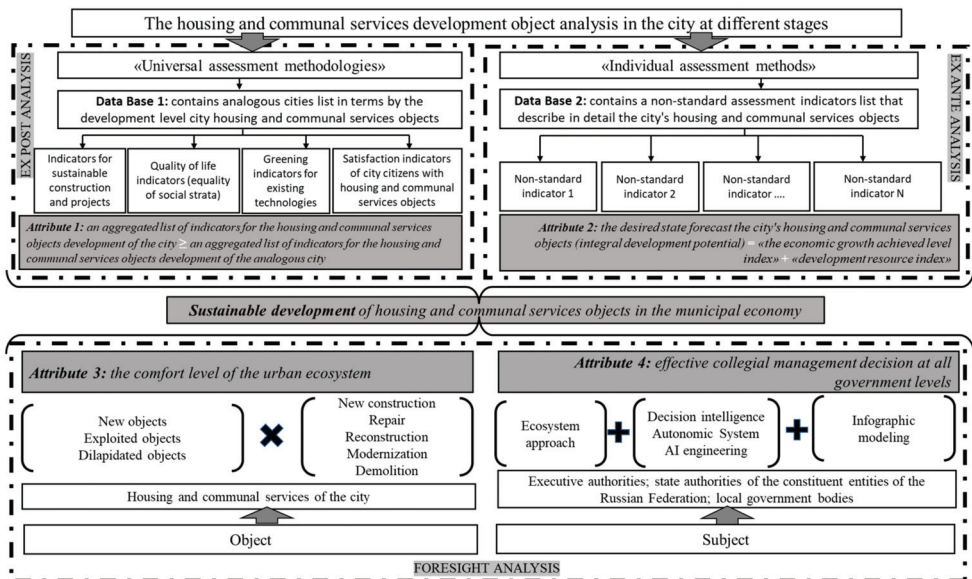 The housing and communal services development object analysis in the city at different stages
EX POST ANALYSIS
«Universal assessment methodologies»
Data Base 1: contains analogous cities list in terms by the
development level city housing and communal services
objects
Indicators for
sustainable
construction
and projects
Quality of life
indicators (equality
of social strata)
Greening
indicators for
existing
technologies
Satisfaction indicators
of city citizens with
housing and communal
services objects
Attribute 1: an aggregated list of indicators for the housing and communal services
objects development of the city ≥ an aggregated list of indicators for the housing and
communal services objects development of the analogous city
«Individual assessment methods»
EX ANTE ANALYSIS
Data Base 2: contains a non-standard assessment indicators list that
describe in detail the city's housing and communal services objects
Non-standard
indicator 1
Non-standard
indicator 2
Non-standard
indicator ....
Non-standard
indicator N
Attribute 2: the desired state forecast the city's housing and communal services
objects (integral development potential) = «the economic growth achieved level
index» + «development resource index»
Sustainable development of housing and communal services objects in the municipal economy
Attribute 3: the comfort level of the urban ecosystem
New objects
Exploited objects
Dilapidated objects
×
New construction
Repair
Reconstruction
Modernization
Demolition
Housing and communal services of the city
Object
Attribute 4: effective collegial management decision at all
government levels
Ecosystem
approach
+
Decision intelligence
Autonomic System
AI engineering
+
Infographic
modeling
Executive authorities; state authorities of the constituent entities of the
Russian Federation; local government bodies
Subject
FORESIGHT ANALYSIS